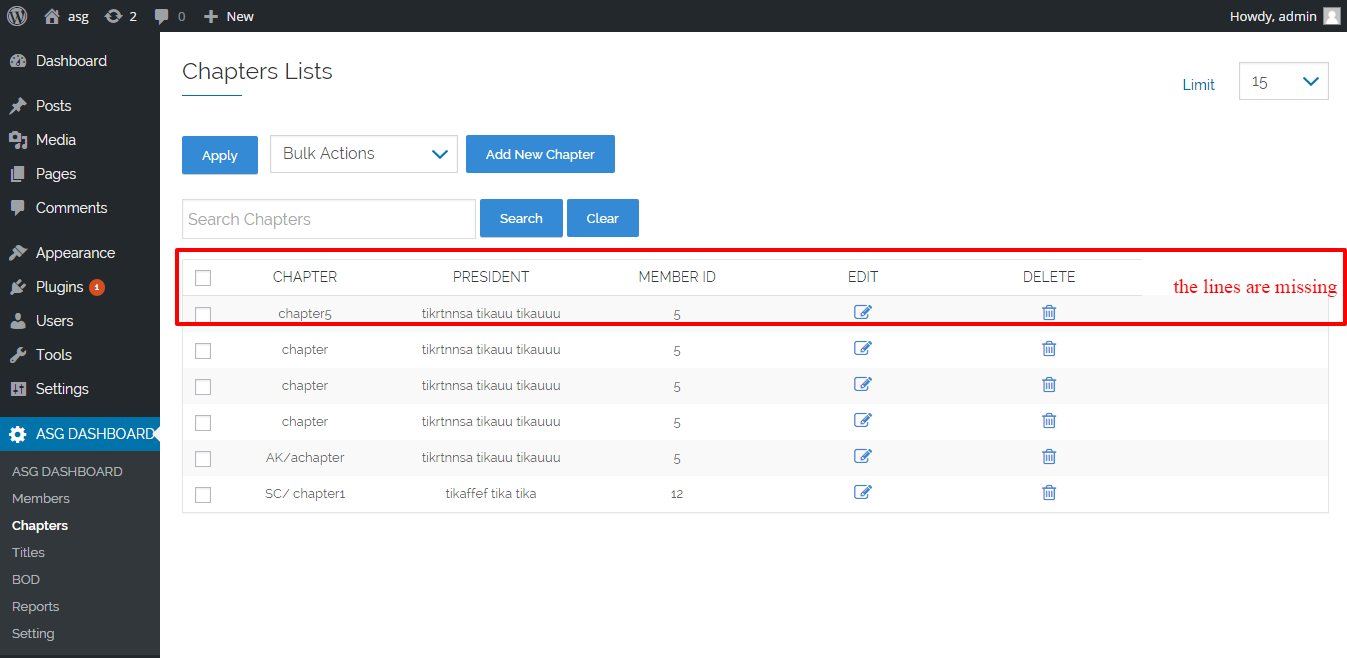 asg 2 0 New Howdy, admin
Dashboard
Posts
Media
Pages
Comments
Appearance
Plugins 1
Users
Tools
Settings
ASG DASHBOARD
ASG DASHBOARD
Members
Chapters
Titles
BOD
Reports
Setting
Chapters Lists
Limit 15
Apply Bulk Actions Add New Chapter
Search Chapters Search Clear
CHAPTER PRESIDENT MEMBER ID EDIT DELETE
the lines are missing
chapter5 tikrtnnsa tikauu tikauuu 5
chapter tikrtnnsa tikauu tikauuu 5
chapter tikrtnnsa tikauu tikauuu 5
chapter tikrtnnsa tikauu tikauuu 5
AK/achapter tikrtnnsa tikauu tikauuu 5
SC/ chapter1 tikaffef tika tika 12